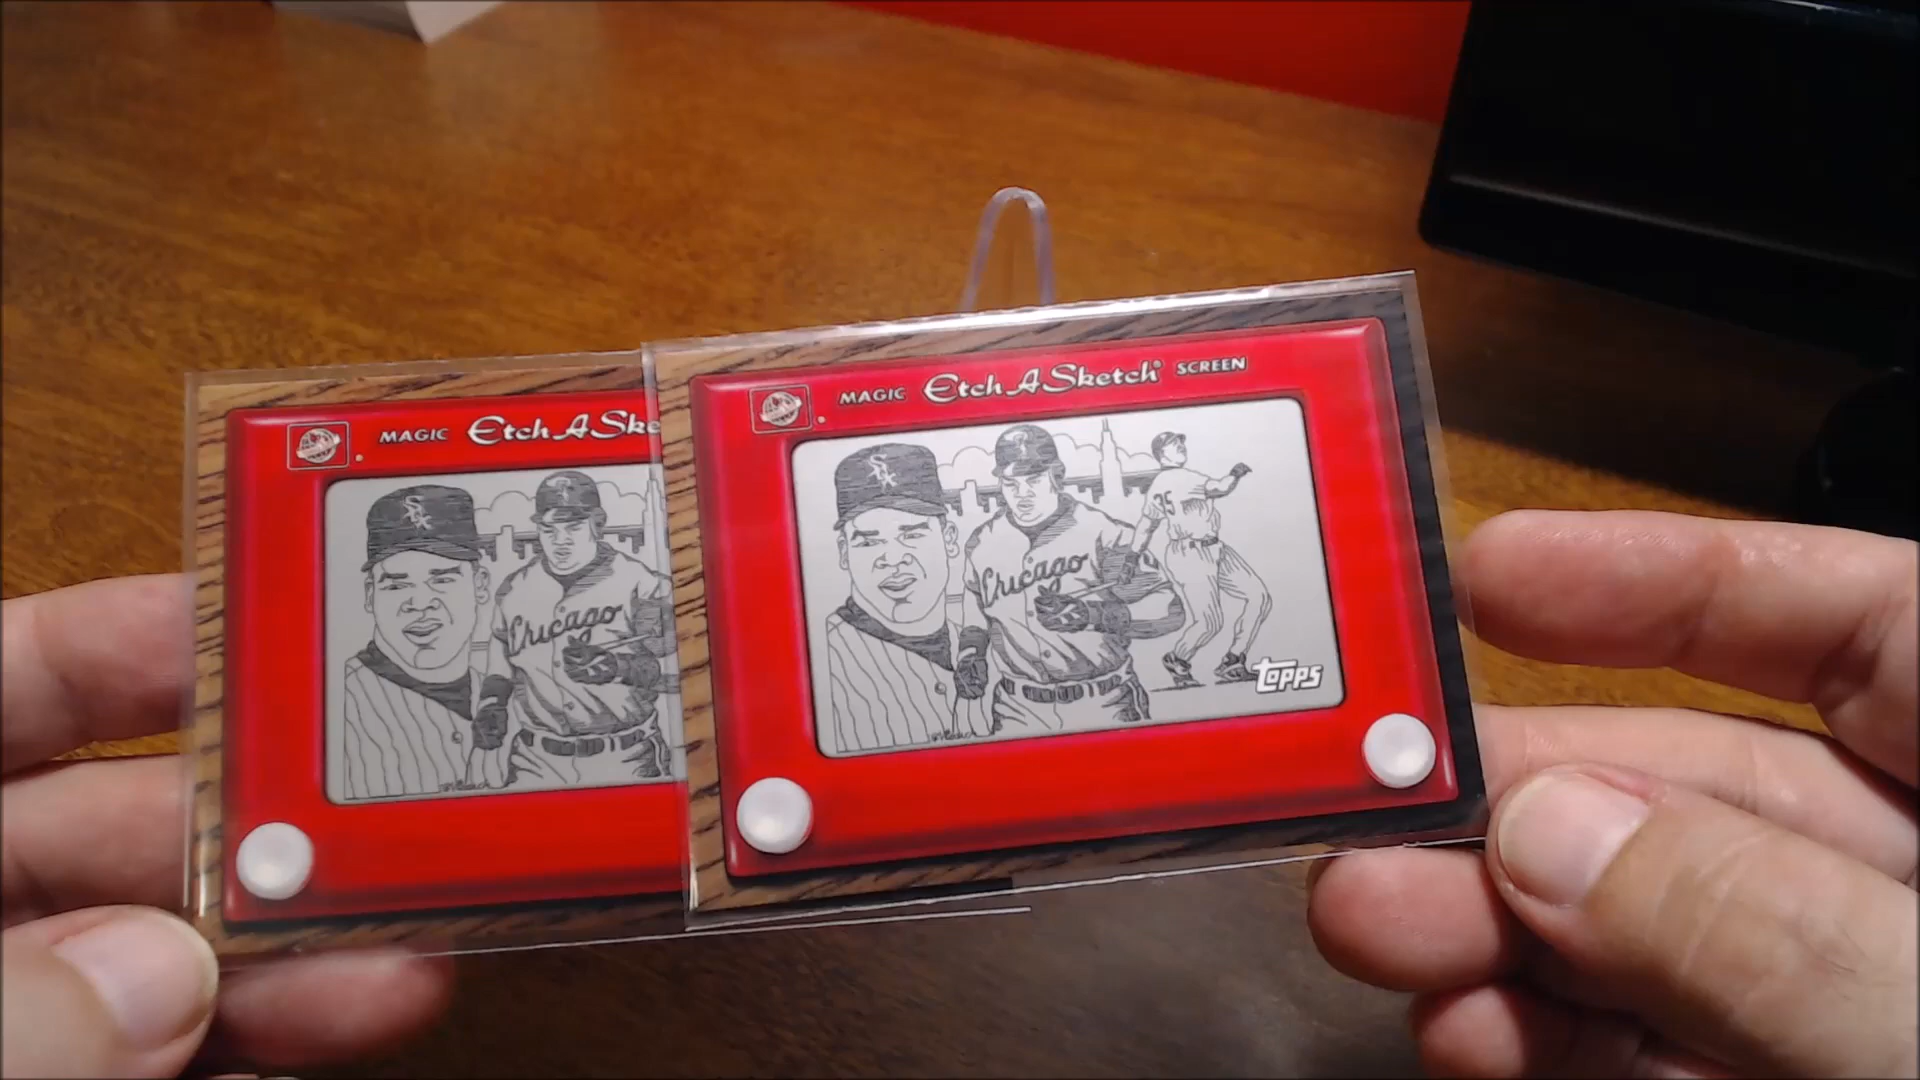 MAGIC Etch A Ske
Sox
Chicago
MAGIC Etch A Sketch® SCREEN
Sox
Chicago
35
TOPPS